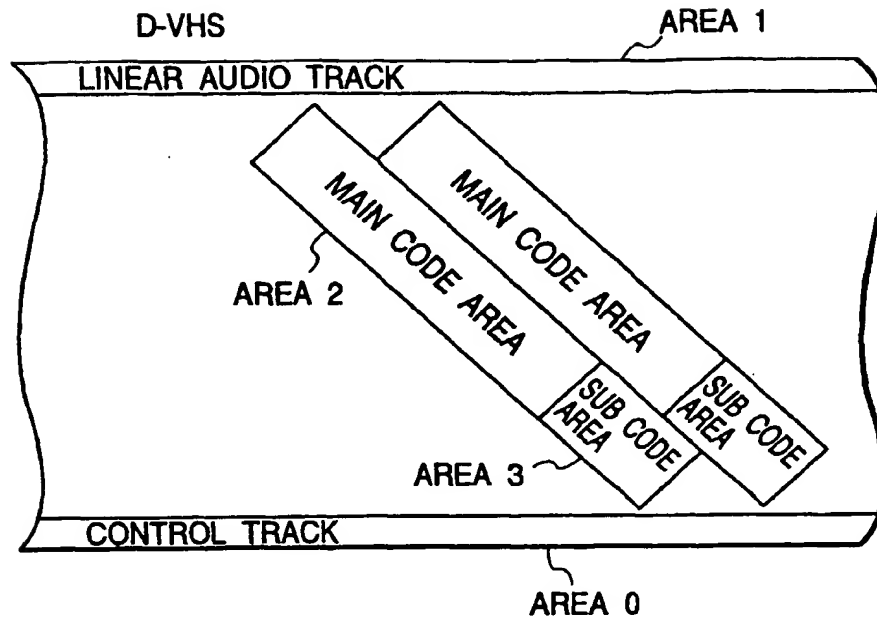 D-VHS
AREA 1
LINEAR AUDIO TRACK
MAIN CODE AREA
MAIN CODE AREA
AREA 2
SUB CODE
AREA
SUB CODE
AREA
AREA 3
CONTROL TRACK
AREA 0